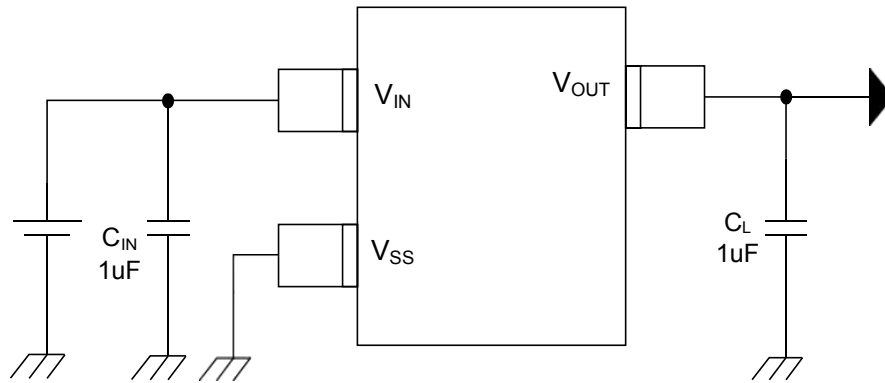 V_IN
V_OUT
V_SS
C_IN
1uF
C_L
1uF